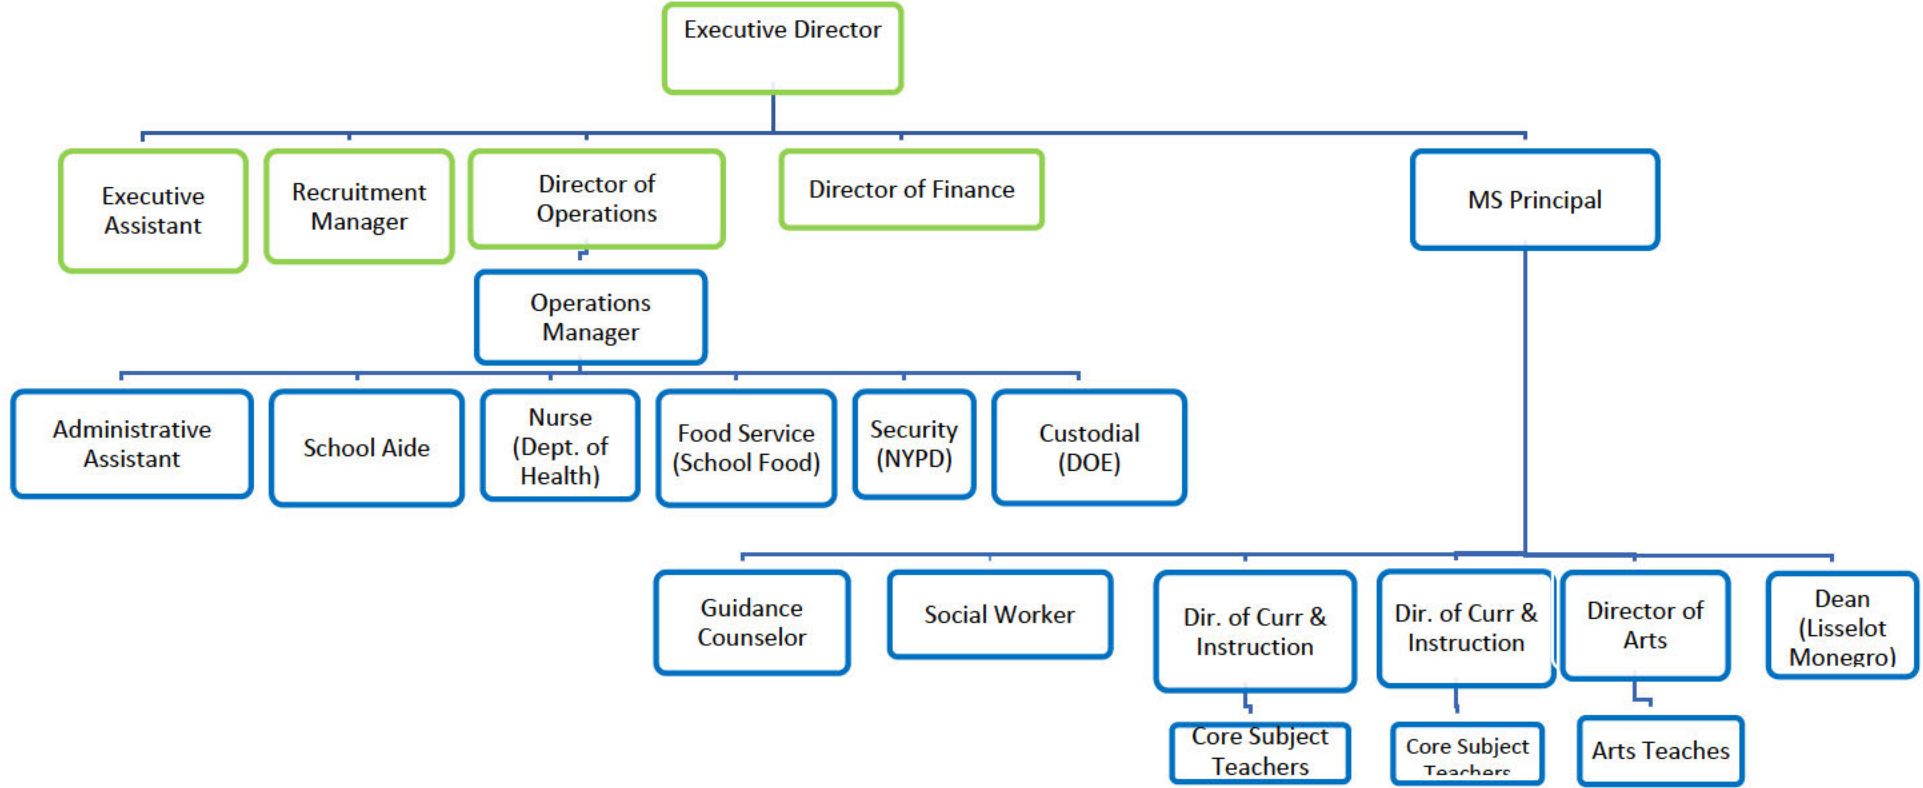 Executive Director
Executive
Assistant
Recruitment
Manager
Director of
Operations
Director of Finance
MS Principal
Operations
Manager
Administrative
Assistant
School Aide
Nurse
(Dept. of
Health)
Food Service
(School Food)
Security
(NYPD)
Custodial
(DOE)
Guidance
Counselor
Social Worker
Dir. of Curr &
Instruction
Dir. of Curr &
Instruction
Director of
Arts
Dean
(Lisselot
Monegro)
Core Subject
Teachers
Core Subject
Teachers
Arts Teaches